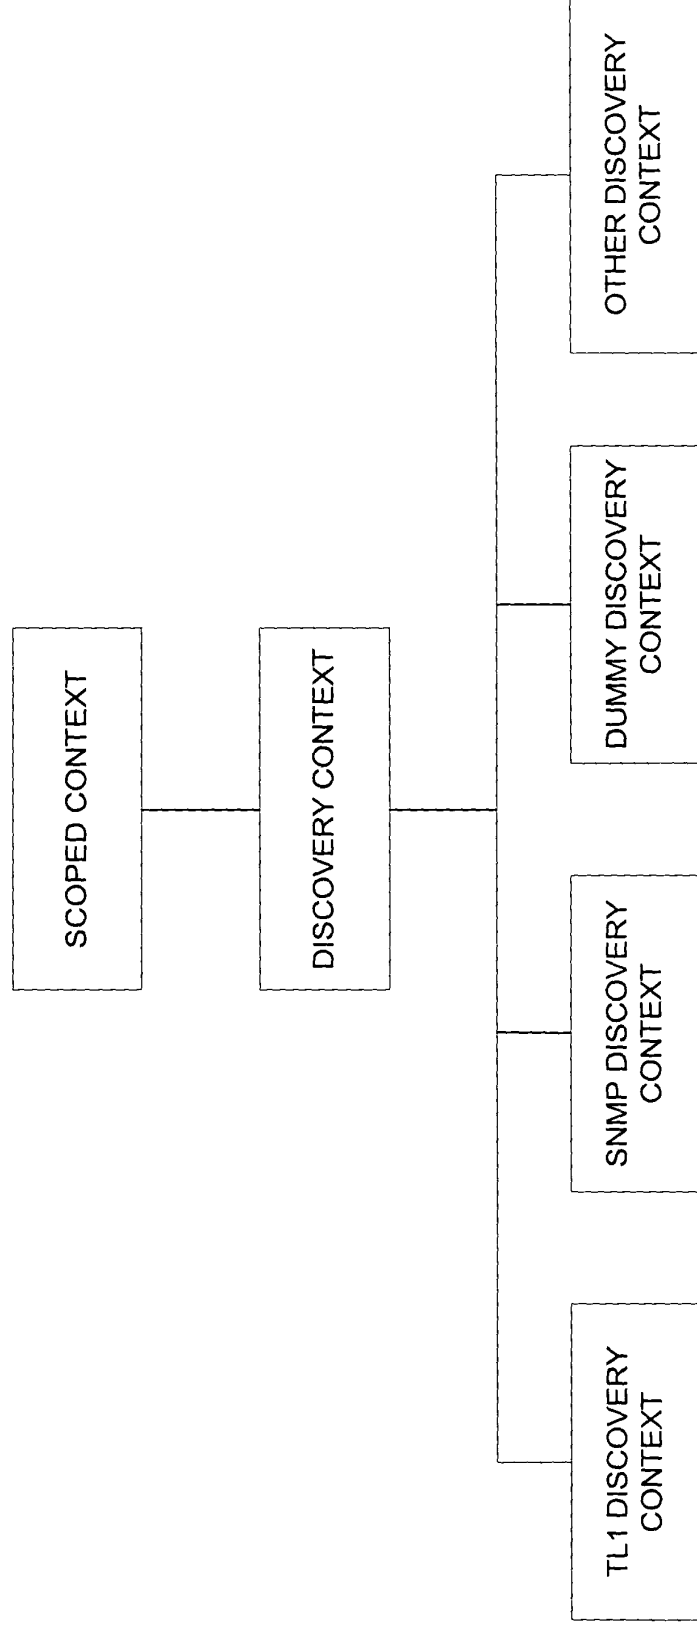 SCOPED CONTEXT
DISCOVERY CONTEXT
TL1 DISCOVERY
CONTEXT
SNMP DISCOVERY
CONTEXT
DUMMY DISCOVERY
CONTEXT
OTHER DISCOVERY
CONTEXT